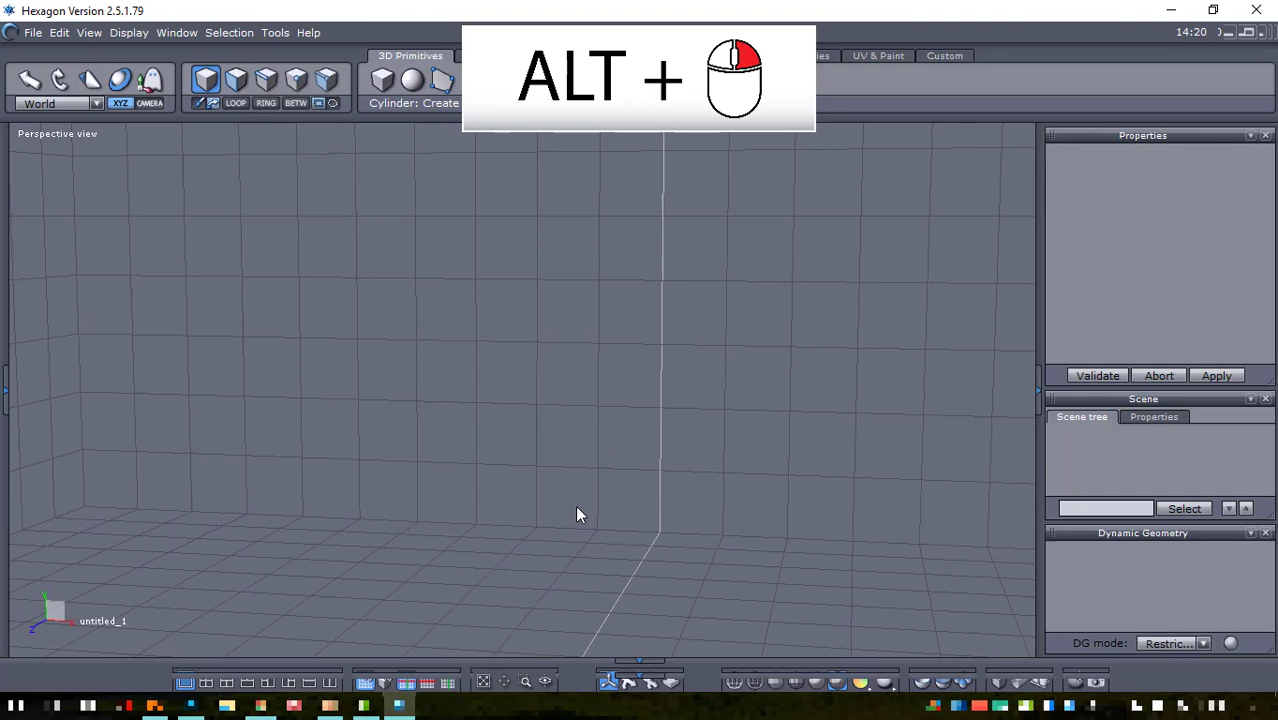 Hexagon Version 2.5.1.79
File Edit View Display Window Selection Tools Help
14:20
ALT +
3D Primitives
UV & Paint
Custom
World
XYZ
CAMERA
LOOP
RING
BETW
Cylinder: Create
Perspective view
Properties
Validate
Abort
Apply
Scene
Scene tree
Properties
Select
Dynamic Geometry
DG mode:
Restric...
Y
X
Z
untitled_1